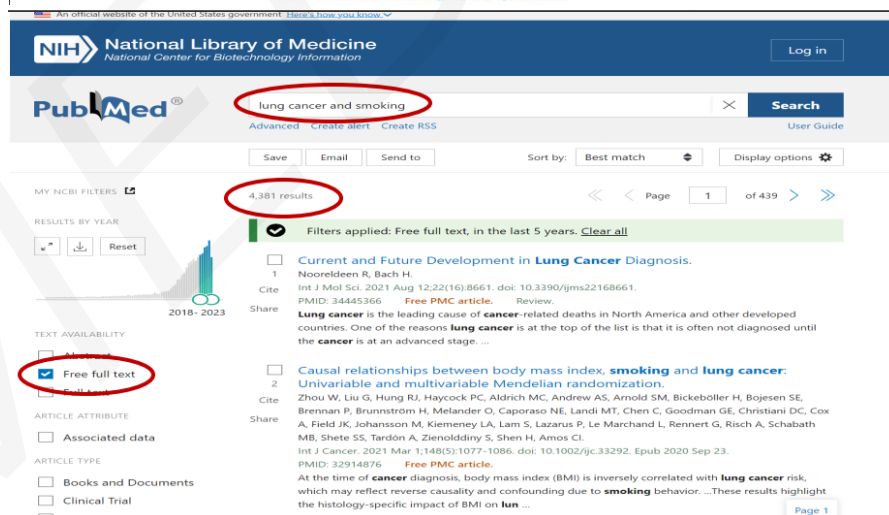 An official website of the United States government Here's how you know
NIH National Library of Medicine
National Center for Biotechnology Information
Log in
PubMed®
lung cancer and smoking
Search
Advanced Create alert Create RSS
User Guide
Save Email Send to Sort by: Best match Display options
MY NCBI FILTERS
4,381 results
Page 1 of 439
RESULTS BY YEAR
Reset
2018- 2023
Filters applied: Free full text, in the last 5 years. Clear all
Current and Future Development in Lung Cancer Diagnosis.
1
Nooreldeen R, Bach H.
Cite
Int J Mol Sci. 2021 Aug 12;22(16):8661. doi: 10.3390/ijms22168661.
PMID: 34445366 Free PMC article. Review.
Share
Lung cancer is the leading cause of cancer-related deaths in North America and other developed
countries. One of the reasons lung cancer is at the top of the list is that it is often not diagnosed until
the cancer is at an advanced stage. ...
TEXT AVAILABILITY
Abstract
Free full text
Full text
ARTICLE ATTRIBUTE
Associated data
ARTICLE TYPE
Books and Documents
Clinical Trial
Causal relationships between body mass index, smoking and lung cancer:
2
Univariable and multivariable Mendelian randomization.
Cite
Zhou W, Liu G, Hung RJ, Haycock PC, Aldrich MC, Andrew AS, Arnold SM, Bickeböller H, Bojesen SE,
Brennan P, Brunnström H, Melander O, Caporaso NE, Landi MT, Chen C, Goodman GE, Christiani DC, Cox
Share
A, Field JK, Johansson M, Kiemeney LA, Lam S, Lazarus P, Le Marchand L, Rennert G, Risch A, Schabath
MB, Shete SS, Tardón A, Zienolddiny S, Shen H, Amos CI.
Int J Cancer. 2021 Mar 1;148(5):1077-1086. doi: 10.1002/ijc.33292. Epub 2020 Sep 23.
PMID: 32914876 Free PMC article.
At the time of cancer diagnosis, body mass index (BMI) is inversely correlated with lung cancer risk,
which may reflect reverse causality and confounding due to smoking behavior. ...These results highlight
the histology-specific impact of BMI on lun ...
Page 1